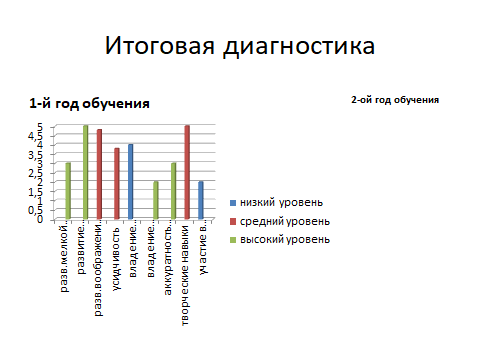 Итоговая диагностика
1-й год обучения
2-ой год обучения
5
4,5
4
3,5
3
2,5
2
1,5
1
0,5
0
разв.мелкой…
развитие…
разв.воображени…
усидчивость
владение…
владение…
аккуратность…
творческие навыки
участие в…
низкий уровень
средний уровень
высокий уровень